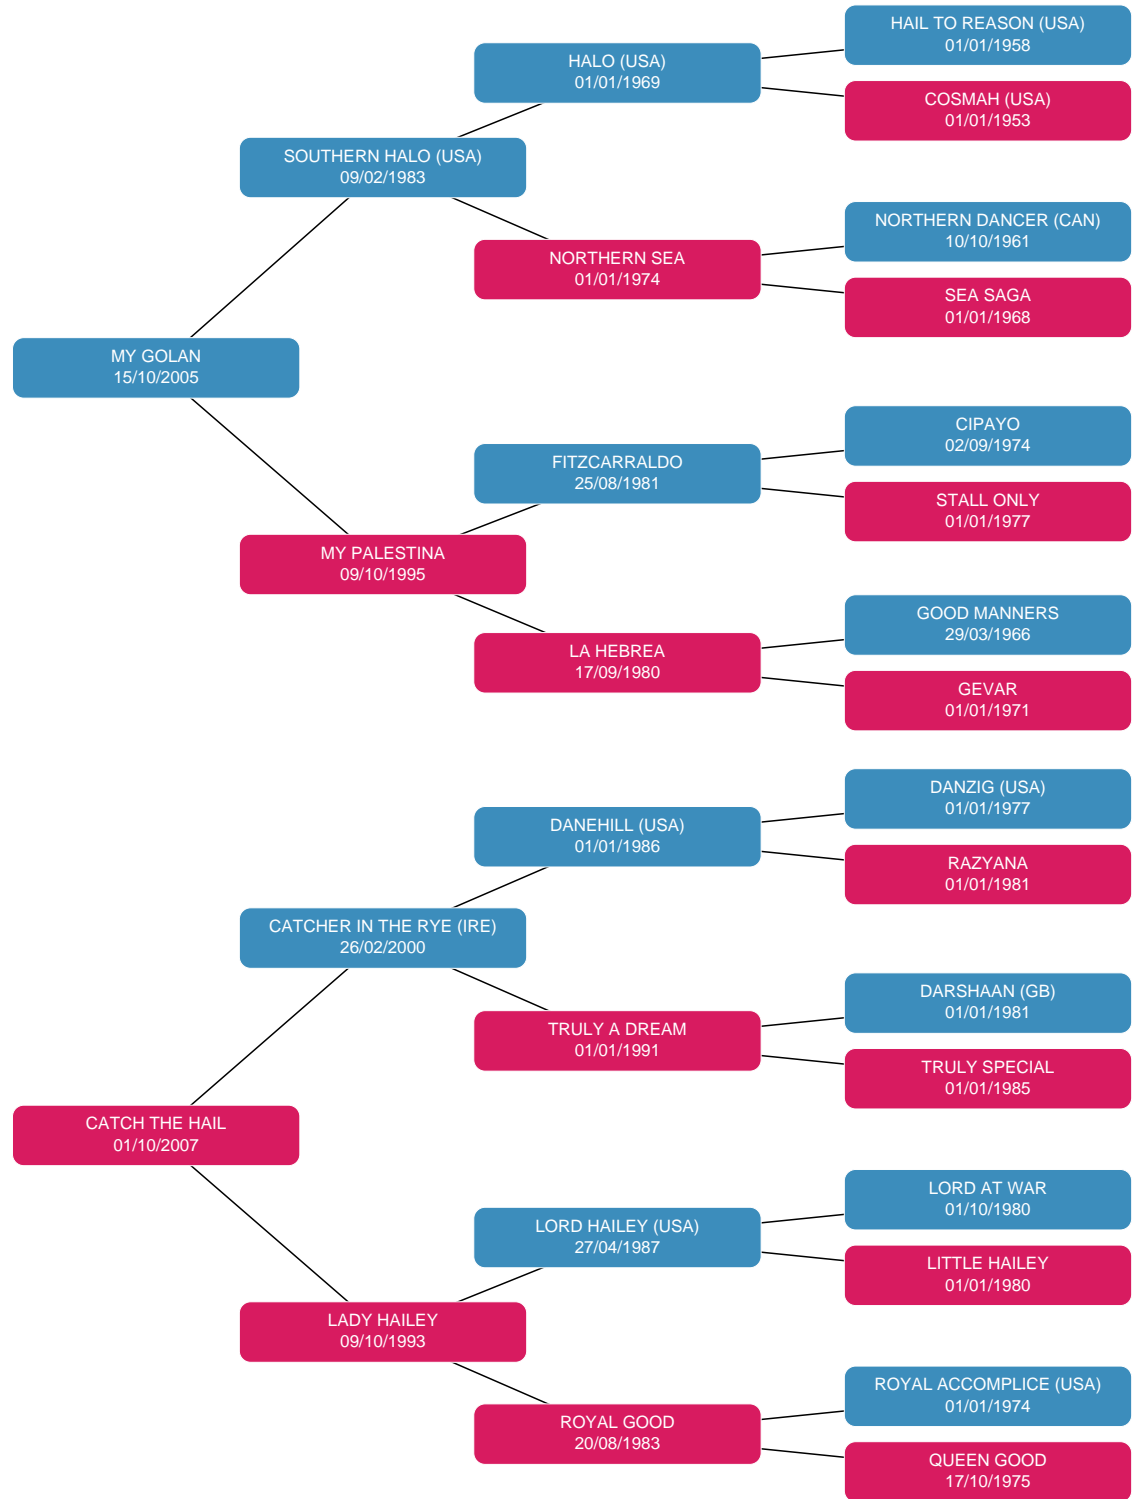 HAIL TO REASON (USA)
01/01/1958
HALO (USA)
01/01/1969
COSMAH (USA)
01/01/1953
SOUTHERN HALO (USA)
09/02/1983
NORTHERN DANCER (CAN)
10/10/1961
NORTHERN SEA
01/01/1974
SEA SAGA
01/01/1968
MY GOLAN
15/10/2005
CIPAYO
02/09/1974
FITZCARRALDO
25/08/1981
STALL ONLY
01/01/1977
MY PALESTINA
09/10/1995
GOOD MANNERS
29/03/1966
LA HEBREA
17/09/1980
GEVAR
01/01/1971
DANZIG (USA)
01/01/1977
DANEHILL (USA)
01/01/1986
RAZYANA
01/01/1981
CATCHER IN THE RYE (IRE)
26/02/2000
DARSHAAN (GB)
01/01/1981
TRULY A DREAM
01/01/1991
TRULY SPECIAL
01/01/1985
CATCH THE HAIL
01/10/2007
LORD AT WAR
01/10/1980
LORD HAILEY (USA)
27/04/1987
LITTLE HAILEY
01/01/1980
LADY HAILEY
09/10/1993
ROYAL ACCOMPLICE (USA)
01/01/1974
ROYAL GOOD
20/08/1983
QUEEN GOOD
17/10/1975